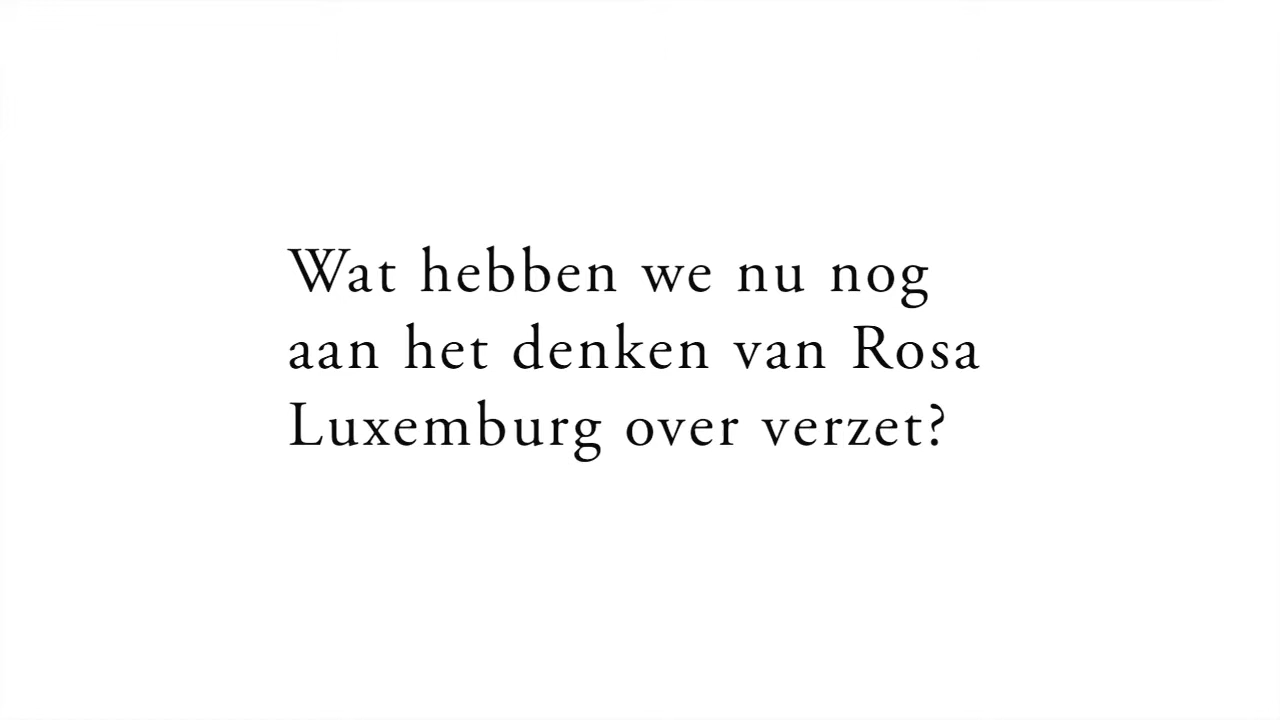 Wat hebben we nu nog
aan het denken van Rosa
Luxemburg over verzet?